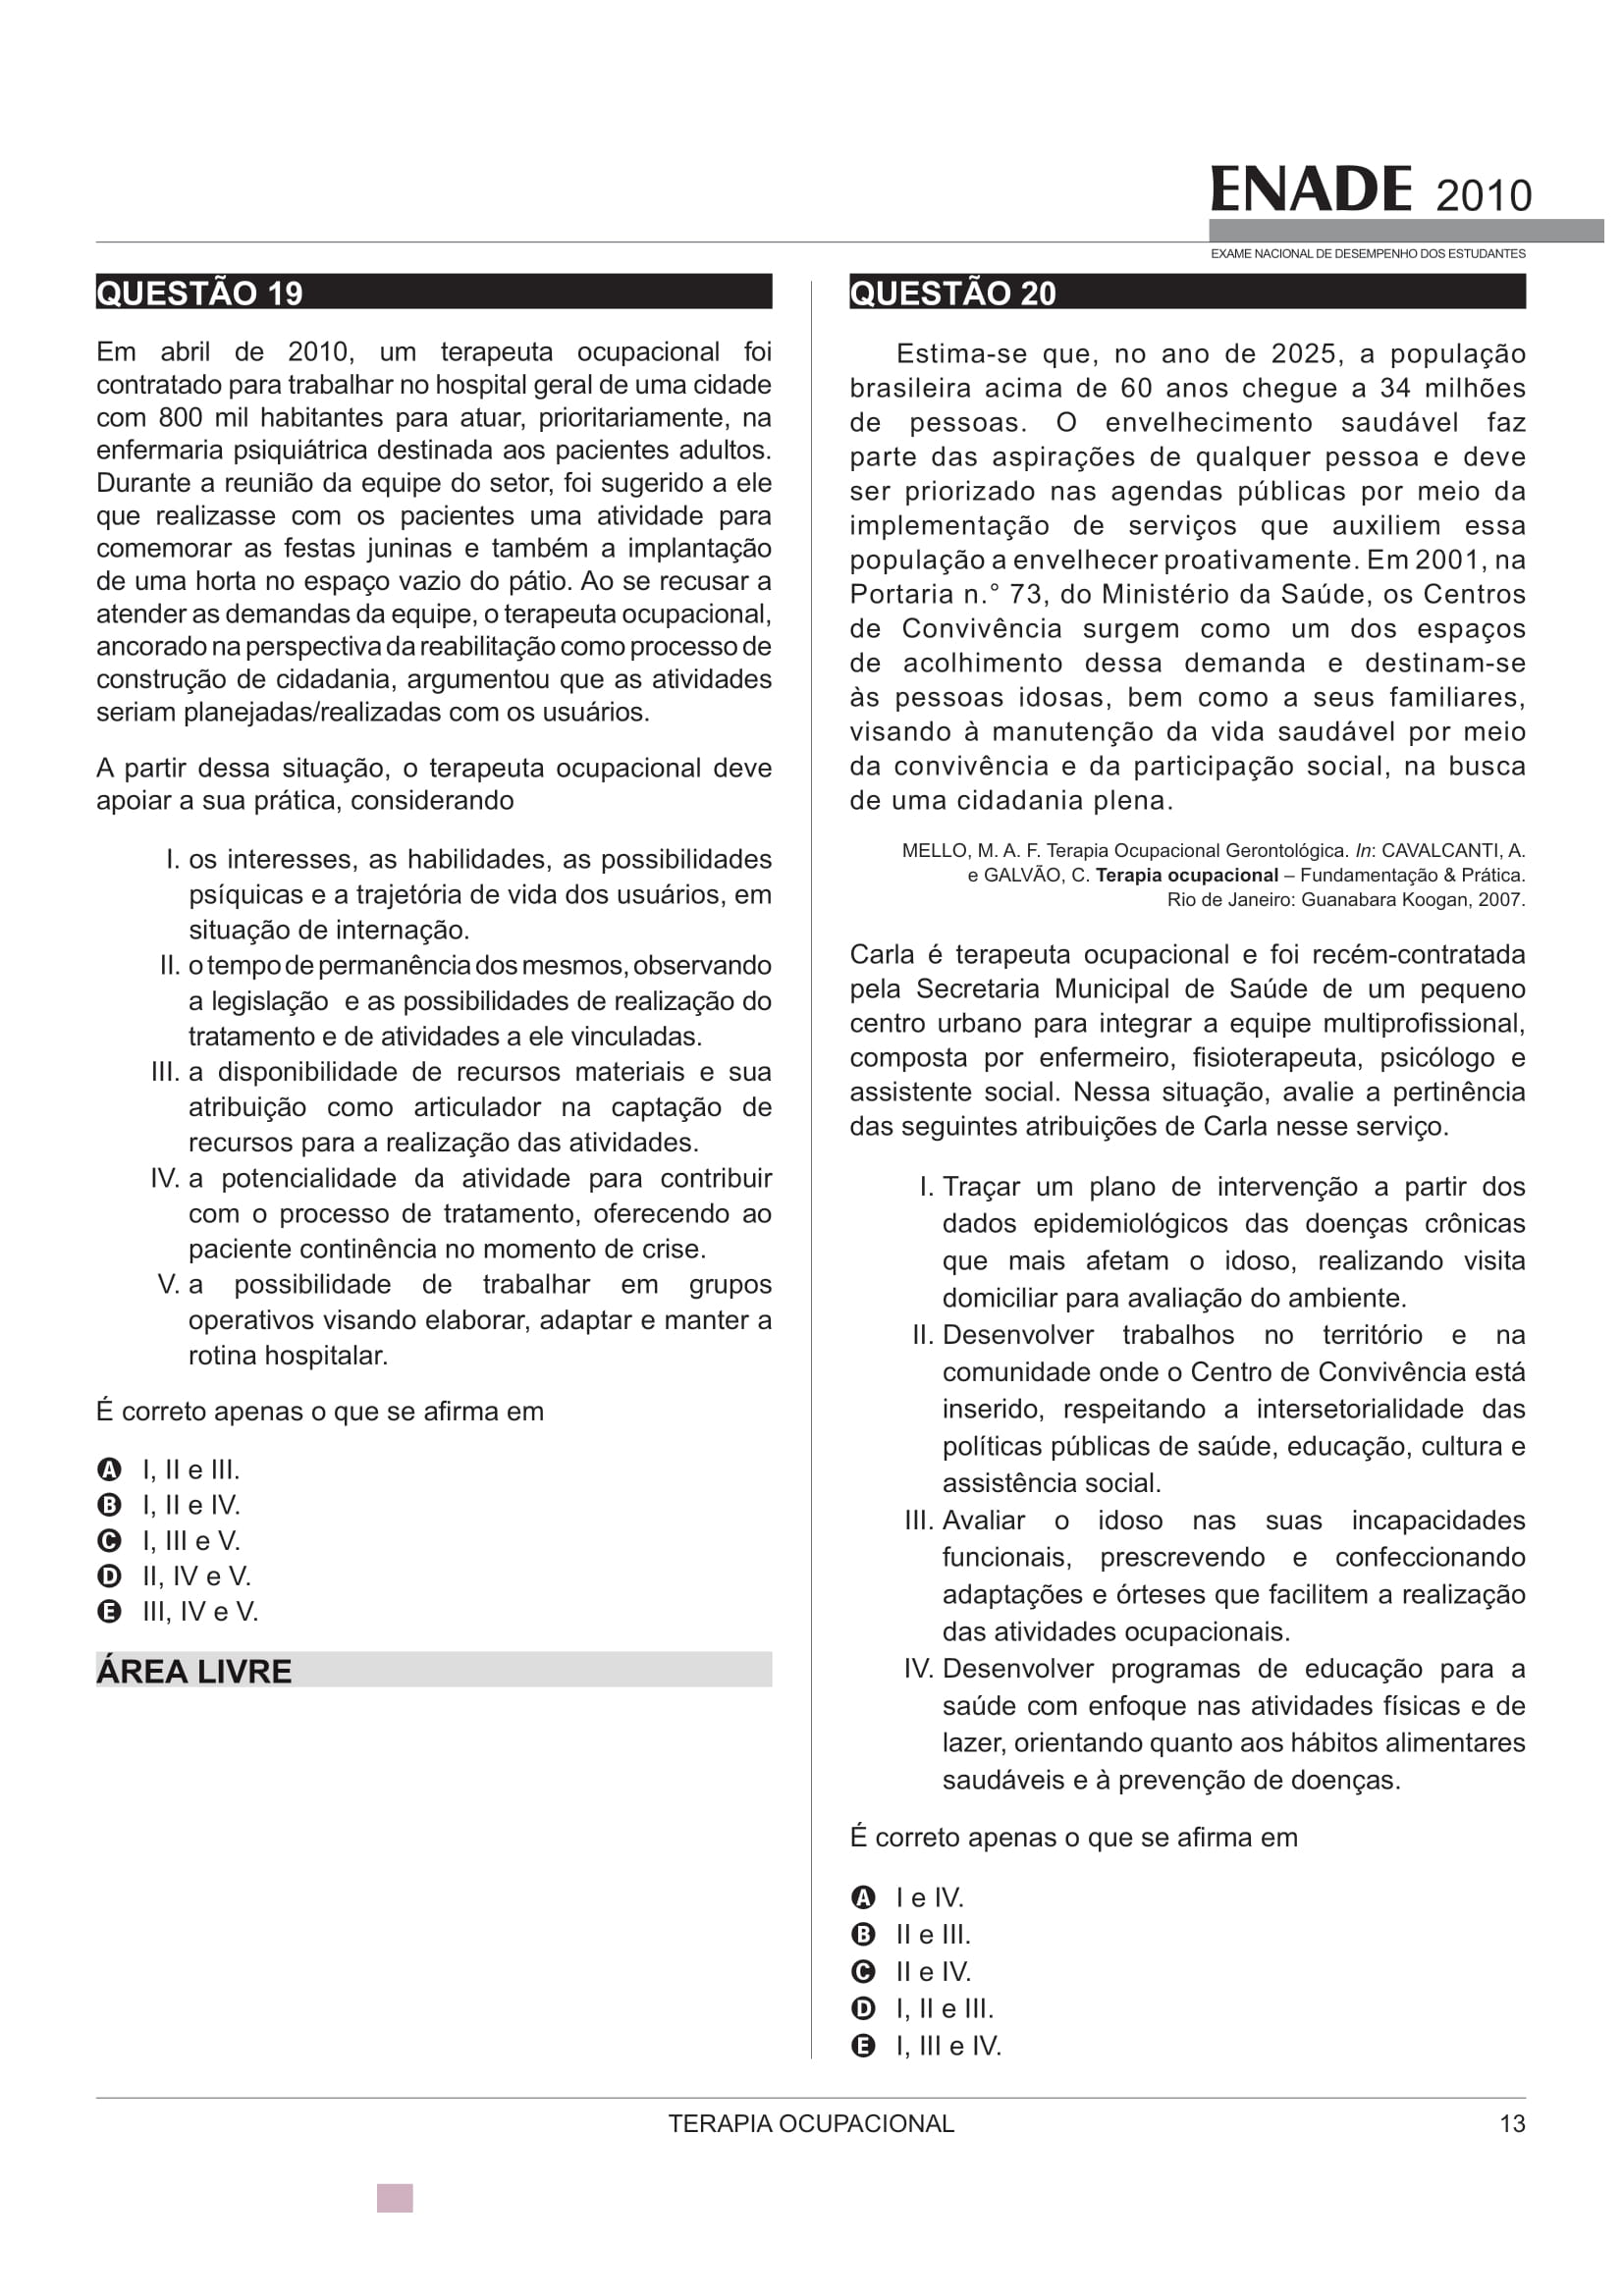 ENADE 2010
EXAME NACIONAL DE DESEMPENHO DOS ESTUDANTES
QUESTÃO 19
Em abril de 2010, um terapeuta ocupacional foi
contratado para trabalhar no hospital geral de uma cidade
com 800 mil habitantes para atuar, prioritariamente, na
enfermaria psiquiátrica destinada aos pacientes adultos.
Durante a reunião da equipe do setor, foi sugerido a ele
que realizasse com os pacientes uma atividade para
comemorar as festas juninas e também a implantação
de uma horta no espaço vazio do pátio. Ao se recusar a
atender as demandas da equipe, o terapeuta ocupacional,
ancorado na perspectiva da reabilitação como processo de
construção de cidadania, argumentou que as atividades
seriam planejadas/realizadas com os usuários.
A partir dessa situação, o terapeuta ocupacional deve
apoiar a sua prática, considerando
I. os interesses, as habilidades, as possibilidades
psíquicas e a trajetória de vida dos usuários, em
situação de internação.
II. o tempo de permanência dos mesmos, observando
a legislação e as possibilidades de realização do
tratamento e de atividades a ele vinculadas.
III. a disponibilidade de recursos materiais e sua
atribuição como articulador na captação de
recursos para a realização das atividades.
IV. a potencialidade da atividade para contribuir
com o processo de tratamento, oferecendo ao
paciente continência no momento de crise.
V. a possibilidade de trabalhar em grupos
operativos visando elaborar, adaptar e manter a
rotina hospitalar.
É correto apenas o que se afirma em
A I, II e III.
B I, II e IV.
C I, III e V.
D II, IV e V.
E III, IV e V.
ÁREA LIVRE
QUESTÃO 20
Estima-se que, no ano de 2025, a população
brasileira acima de 60 anos chegue a 34 milhões
de pessoas. O envelhecimento saudável faz
parte das aspirações de qualquer pessoa e deve
ser priorizado nas agendas públicas por meio da
implementação de serviços que auxiliem essa
população a envelhecer proativamente. Em 2001, na
Portaria n.° 73, do Ministério da Saúde, os Centros
de Convivência surgem como um dos espaços
de acolhimento dessa demanda e destinam-se
às pessoas idosas, bem como a seus familiares,
visando à manutenção da vida saudável por meio
da convivência e da participação social, na busca
de uma cidadania plena.
MELLO, M. A. F. Terapia Ocupacional Gerontológica. In: CAVALCANTI, A.
e GALVÃO, C. Terapia ocupacional – Fundamentação & Prática.
Rio de Janeiro: Guanabara Koogan, 2007.
Carla é terapeuta ocupacional e foi recém-contratada
pela Secretaria Municipal de Saúde de um pequeno
centro urbano para integrar a equipe multiprofissional,
composta por enfermeiro, fisioterapeuta, psicólogo e
assistente social. Nessa situação, avalie a pertinência
das seguintes atribuições de Carla nesse serviço.
I. Traçar um plano de intervenção a partir dos
dados epidemiológicos das doenças crônicas
que mais afetam o idoso, realizando visita
domiciliar para avaliação do ambiente.
II. Desenvolver trabalhos no território e na
comunidade onde o Centro de Convivência está
inserido, respeitando a intersetorialidade das
políticas públicas de saúde, educação, cultura e
assistência social.
III. Avaliar o idoso nas suas incapacidades
funcionais, prescrevendo e confeccionando
adaptações e órteses que facilitem a realização
das atividades ocupacionais.
IV. Desenvolver programas de educação para a
saúde com enfoque nas atividades físicas e de
lazer, orientando quanto aos hábitos alimentares
saudáveis e à prevenção de doenças.
É correto apenas o que se afirma em
A I e IV.
B II e III.
C II e IV.
D I, II e III.
E I, III e IV.
TERAPIA OCUPACIONAL
13